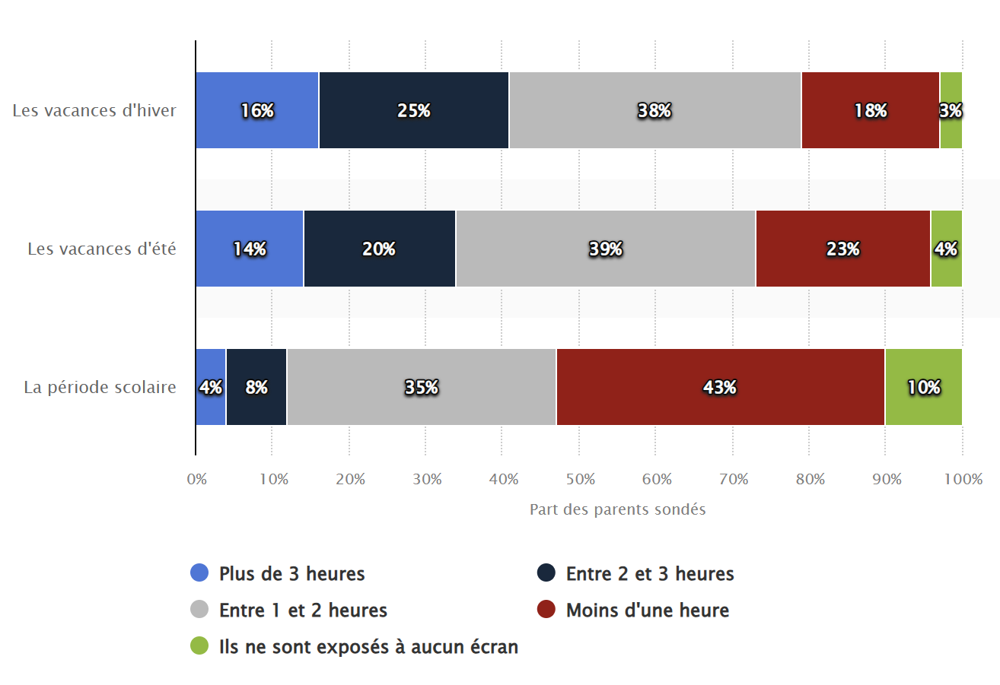 Les vacances d'hiver
16% 25% 38% 18% 3%
Les vacances d'été
14% 20% 39% 23% 4%
La période scolaire
4% 8% 35% 43% 10%
0% 10% 20% 30% 40% 50% 60% 70% 80% 90% 100%
Part des parents sondés
Plus de 3 heures
Entre 2 et 3 heures
Entre 1 et 2 heures
Moins d'une heure
Ils ne sont exposés à aucun écran